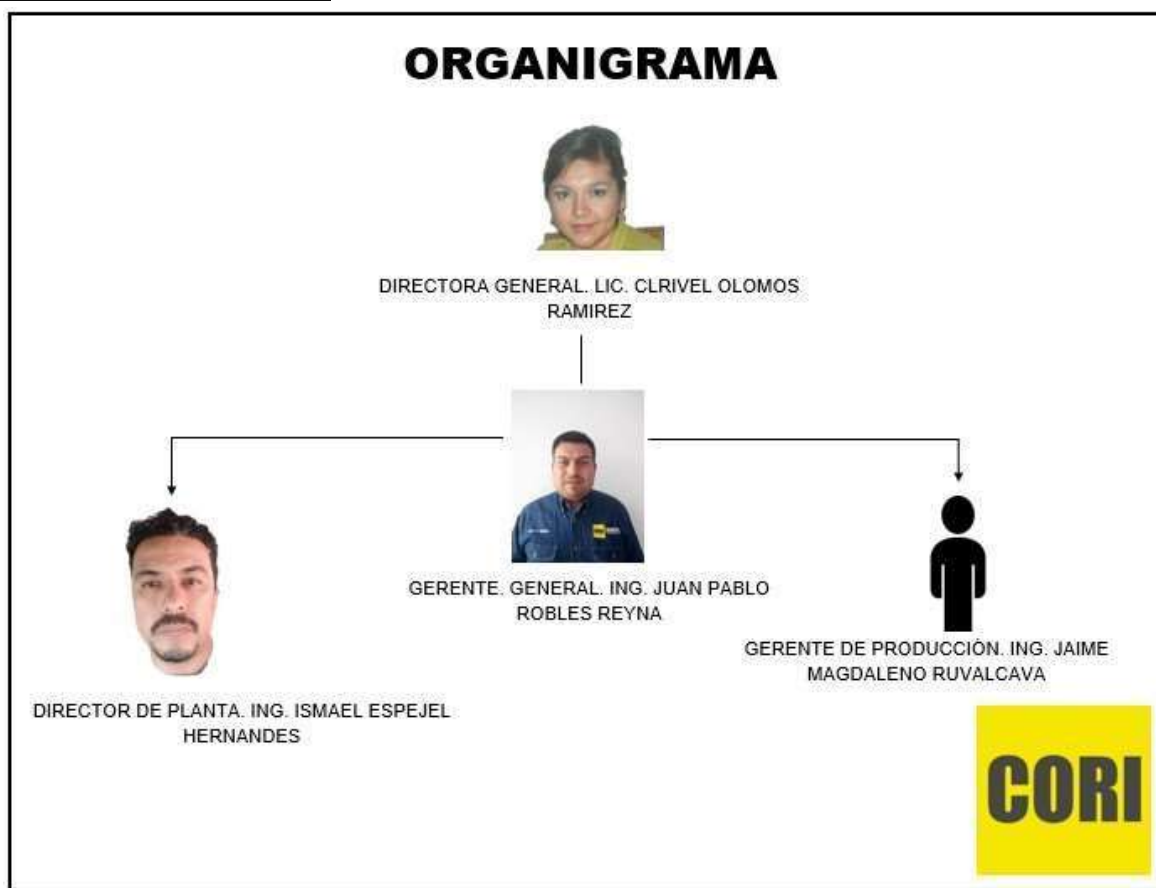 ORGANIGRAMA
DIRECTORA GENERAL. LIC. CLRIVEL OLOMOS
RAMIREZ
GERENTE. GENERAL. ING. JUAN PABLO
ROBLES REYNA
GERENTE DE PRODUCCIÓN. ING. JAIME
MAGDALENO RUVALCAVA
DIRECTOR DE PLANTA. ING. ISMAEL ESPEJEL
HERNANDES
CORI